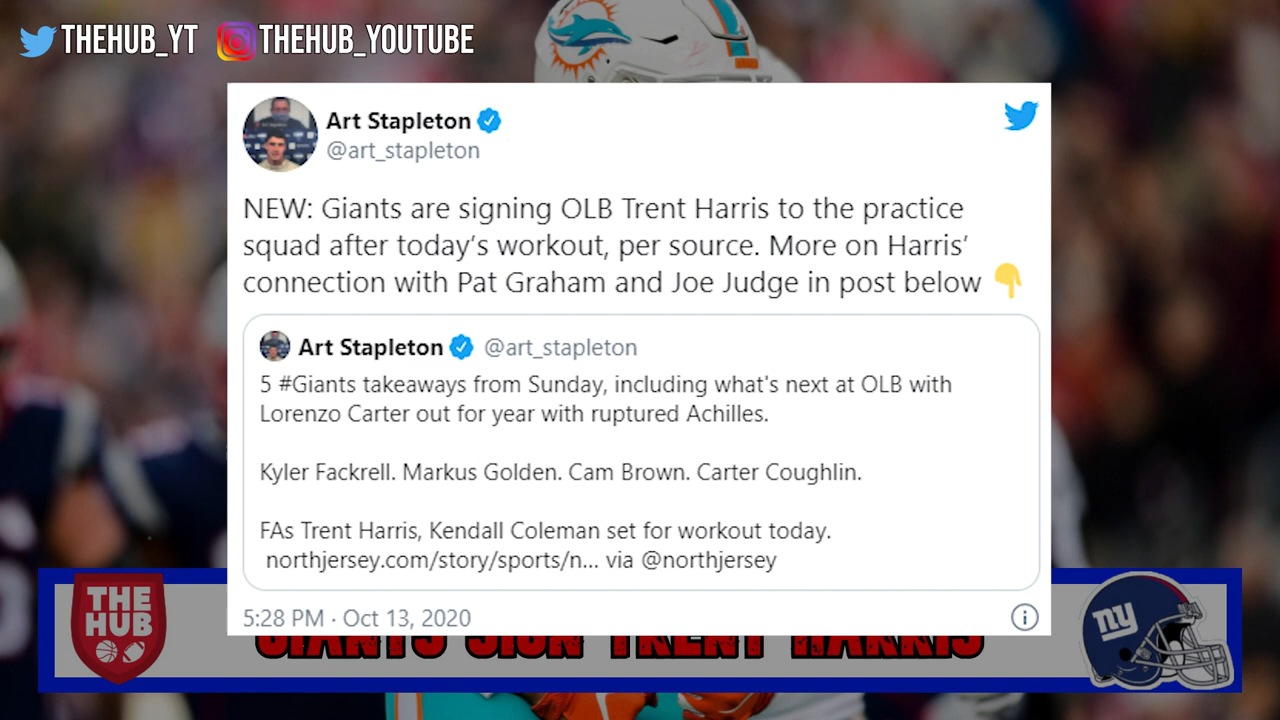 THEHUB_YT THEHUB_YOUTUBE
Art Stapleton
@art_stapleton
NEW: Giants are signing OLB Trent Harris to the practice
squad after today's workout, per source. More on Harris'
connection with Pat Graham and Joe Judge in post below 👇
Art Stapleton @art_stapleton
5 #Giants takeaways from Sunday, including what's next at OLB with
Lorenzo Carter out for year with ruptured Achilles.
Kyler Fackrell. Markus Golden. Cam Brown. Carter Coughlin.
FAs Trent Harris, Kendall Coleman set for workout today.
northjersey.com/story/sports/n... via @northjersey
5:28 PM · Oct 13, 2020
THE
HUB
GIANTS SIGN TRENT HARRIS
ny